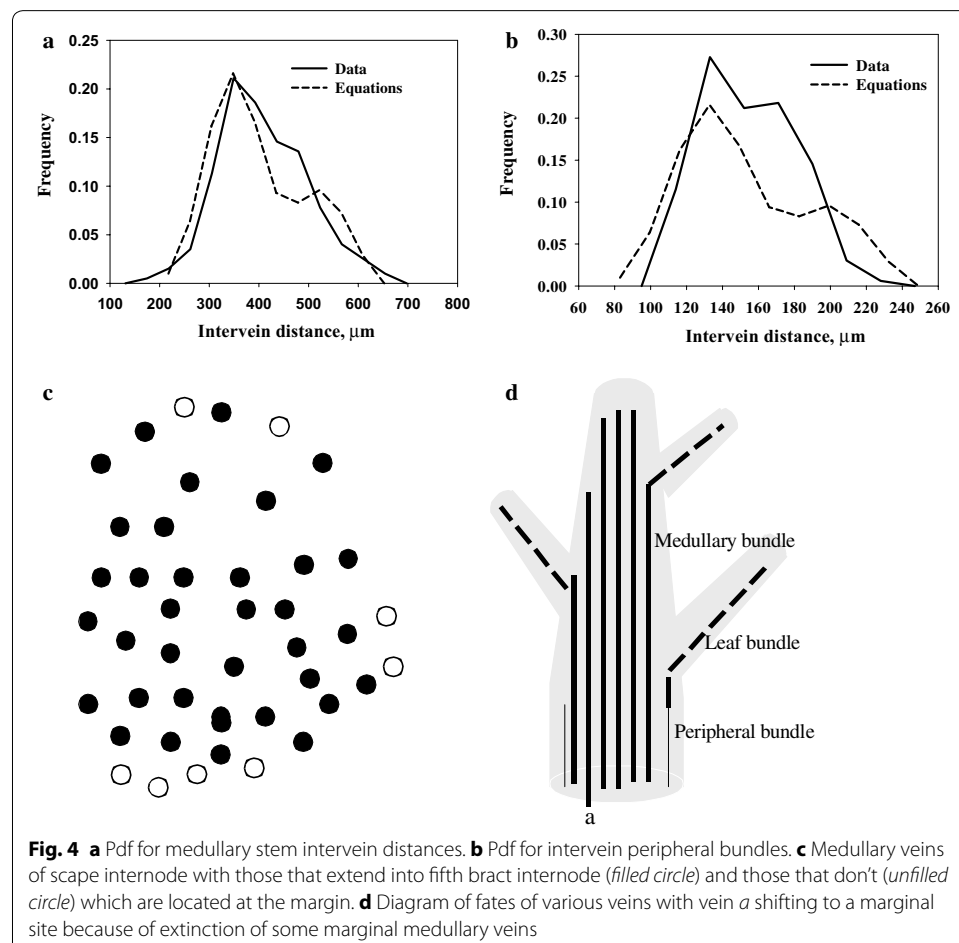 a
0.25
0.20
0.15
0.10
0.05
0.00
Frequency
Data
Equations
100 200 300 400 500 600 700 800
Intervein distance, μm
b
0.30
0.25
0.20
0.15
0.10
0.05
0.00
Frequency
Data
Equations
60 80 100 120 140 160 180 200 220 240 260
Intervein distance, μm
c
d
Medullary bundle
Leaf bundle
Peripheral bundle
a
Fig. 4 a Pdf for medullary stem intervein distances. b Pdf for intervein peripheral bundles. c Medullary veins
of scape internode with those that extend into fifth bract internode (filled circle) and those that don't (unfilled
circle) which are located at the margin. d Diagram of fates of various veins with vein a shifting to a marginal
site because of extinction of some marginal medullary veins